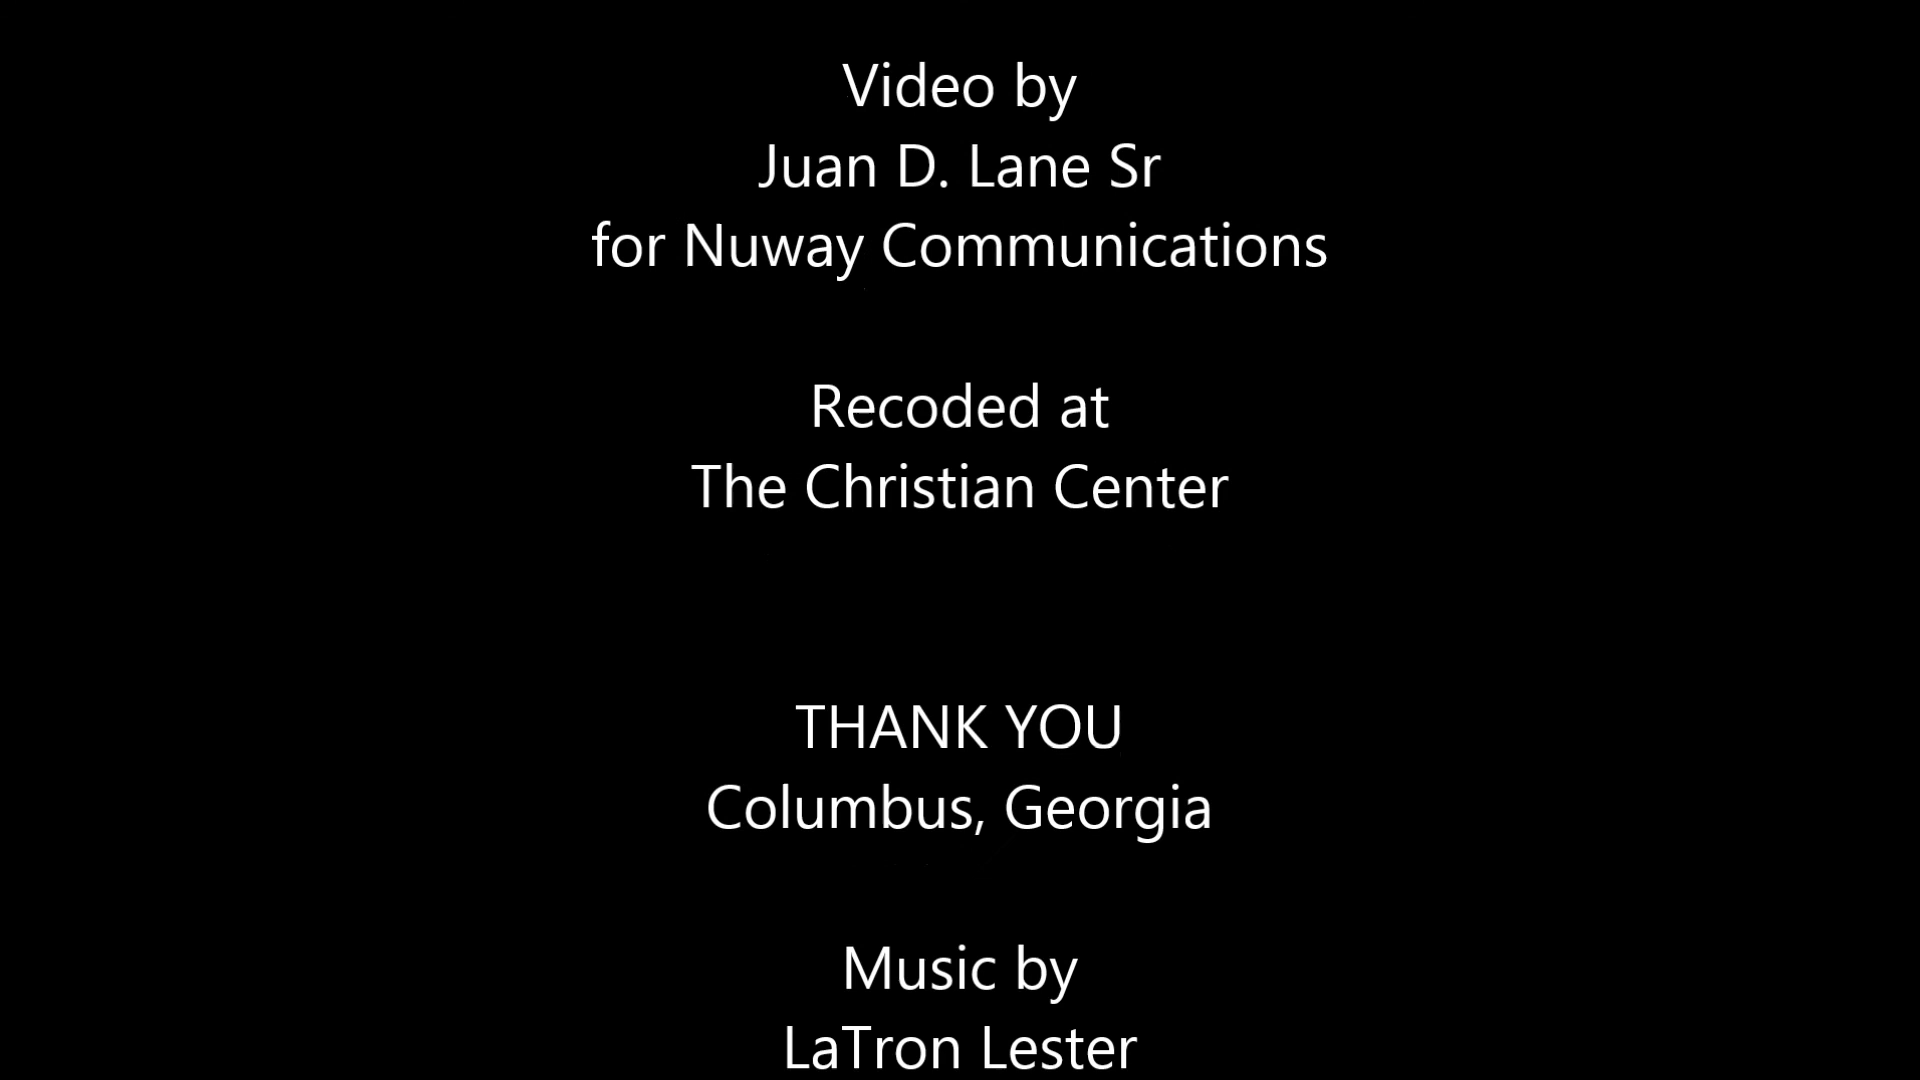 Video by
Juan D. Lane Sr
for Nuway Communications
Recoded at
The Christian Center
THANK YOU
Columbus, Georgia
Music by
LaTron Lester